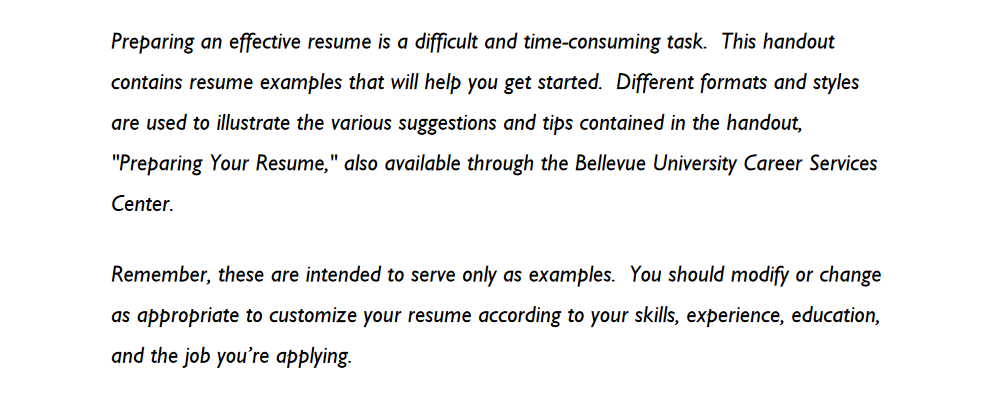 Preparing an effective resume is a difficult and time-consuming task.  This handout
contains resume examples that will help you get started.  Different formats and styles
are used to illustrate the various suggestions and tips contained in the handout,
"Preparing Your Resume," also available through the Bellevue University Career Services
Center.
Remember, these are intended to serve only as examples.  You should modify or change
as appropriate to customize your resume according to your skills, experience, education,
and the job you’re applying.